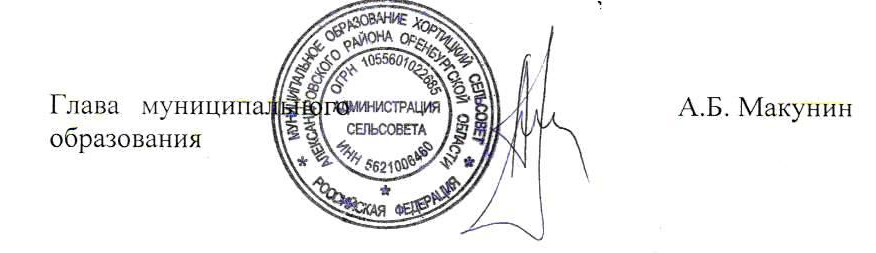 Глава муниципального образования
А.Б. Макунин
МУНИЦИПАЛЬНОЕ ОБРАЗОВАНИЕ ХОРТИЦКИЙ СЕЛЬСОВЕТ
АЛЕКСАНДРОВСКОГО РАЙОНА ОРЕНБУРГСКОЙ ОБЛАСТИ
РОССИЙСКАЯ ФЕДЕРАЦИЯ
ОГРН 1055601022685
АДМИНИСТРАЦИЯ
СЕЛЬСОВЕТА
ИНН 5621006460